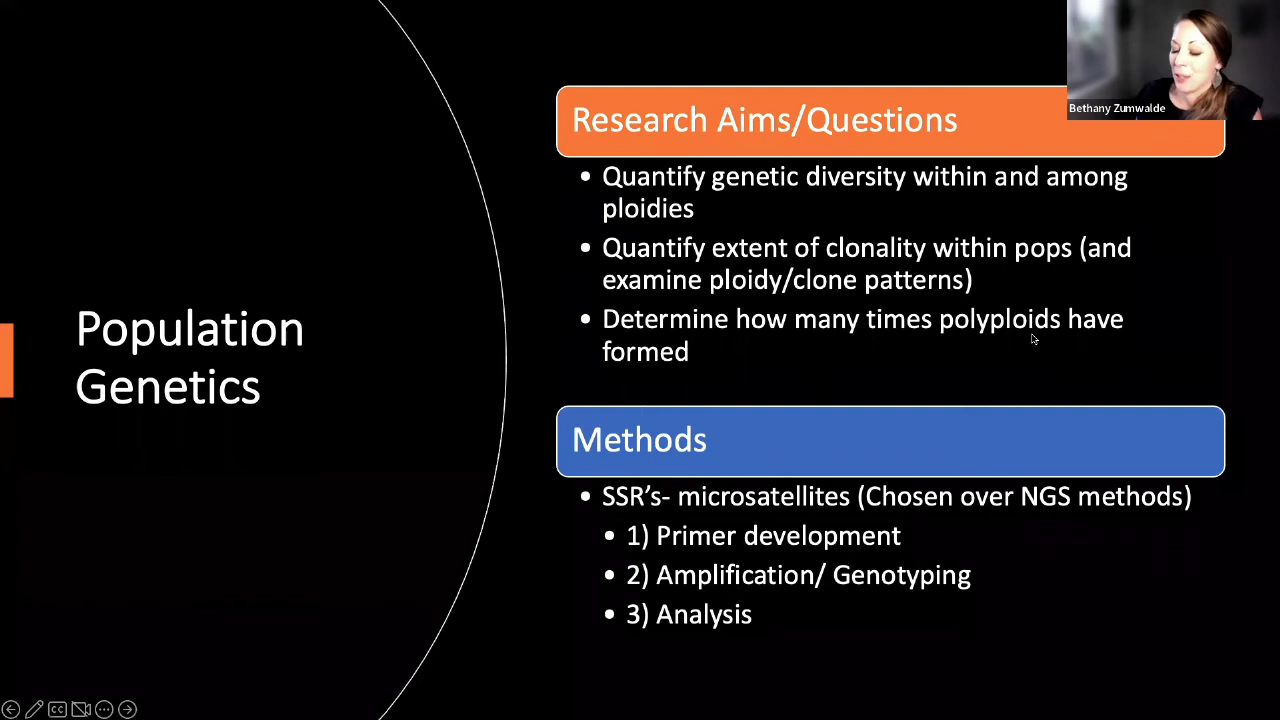 Bethany Zumwalde
Research Aims/Questions
• Quantify genetic diversity within and among
ploidies
• Quantify extent of clonality within pops (and
examine ploidy/clone patterns)
• Determine how many times polyploids have
formed
Population
Genetics
Methods
• SSR's- microsatellites (Chosen over NGS methods)
• 1) Primer development
• 2) Amplification/ Genotyping
• 3) Analysis
CC